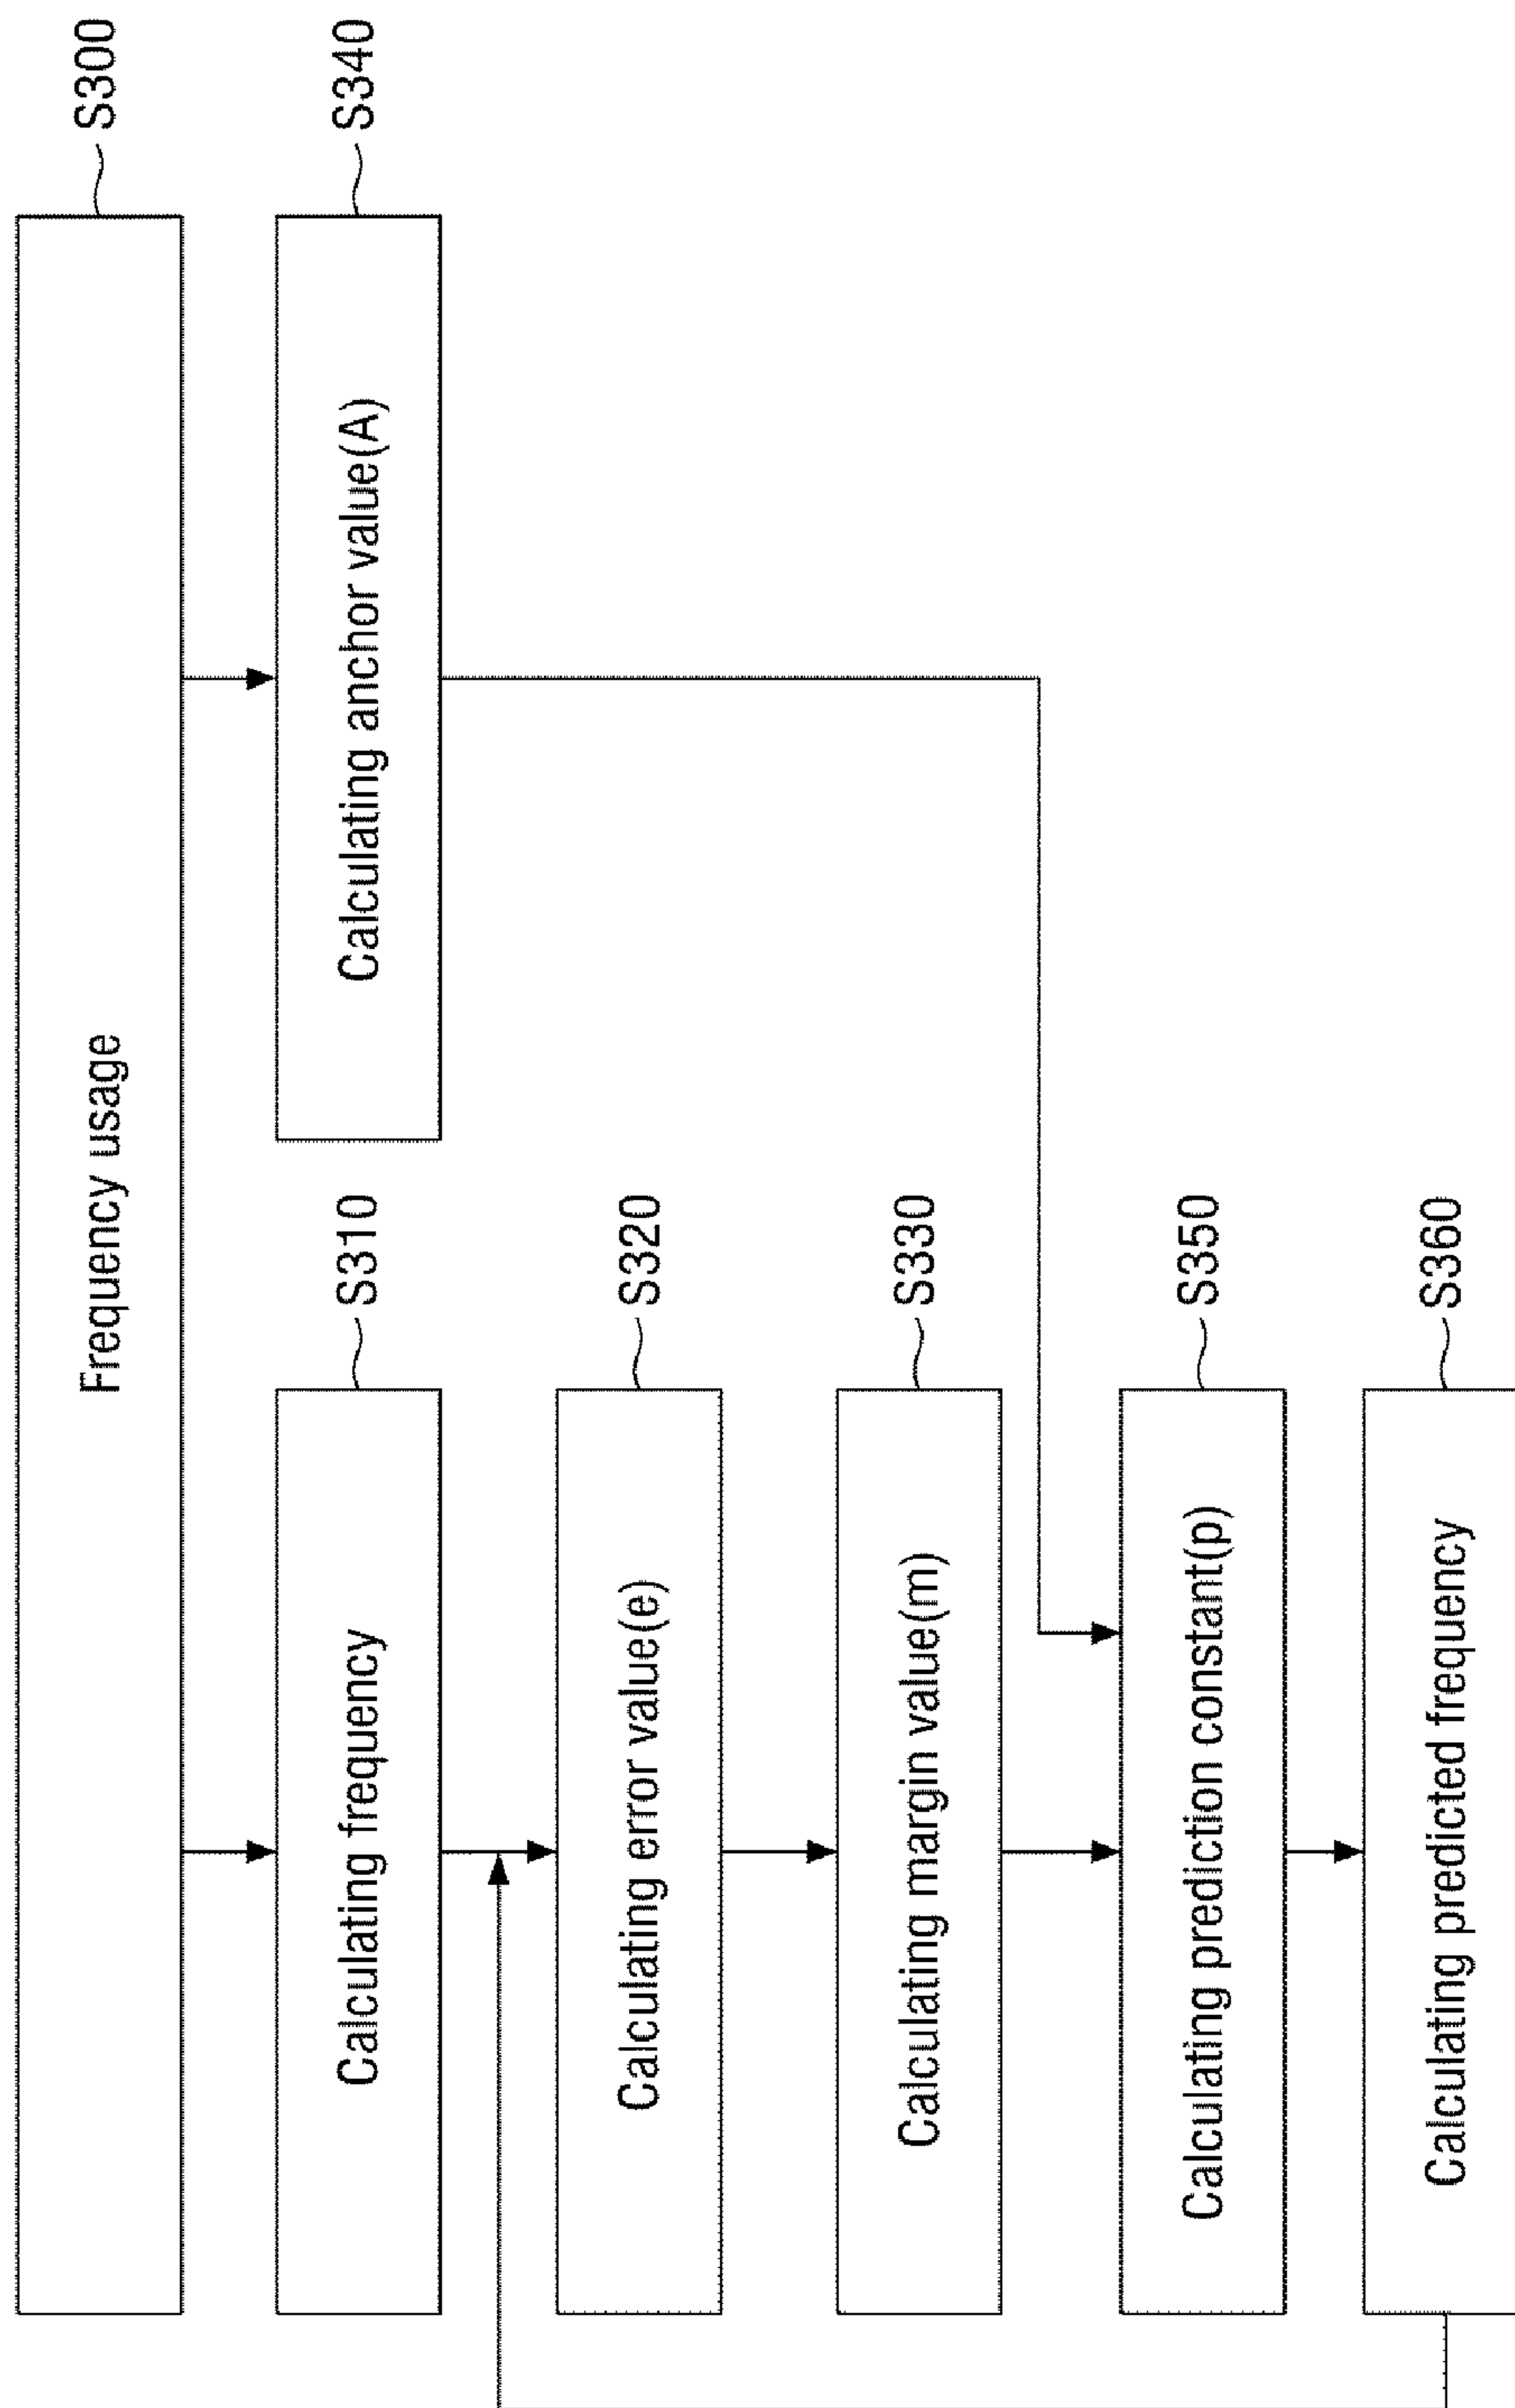 Frequency usage
S300
Calculating frequency
S310
Calculating anchor value(A)
S340
Calculating error value(e)
S320
Calculating margin value(m)
S330
Calculating prediction constant(p)
S350
Calculating predicted frequency
S360